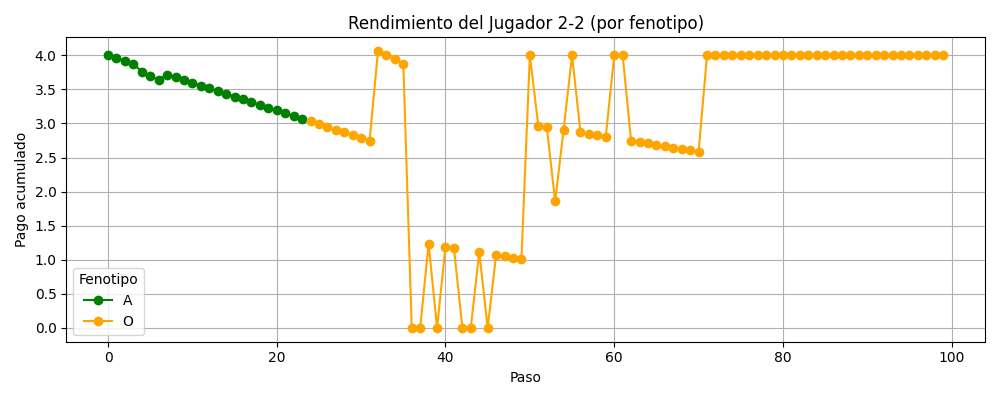 Rendimiento del Jugador 2-2 (por fenotipo)
Pago acumulado
4.0
3.5
3.0
2.5
2.0
1.5
1.0
0.5
0.0
Fenotipo
A
O
0 20 40 60 80 100
Paso